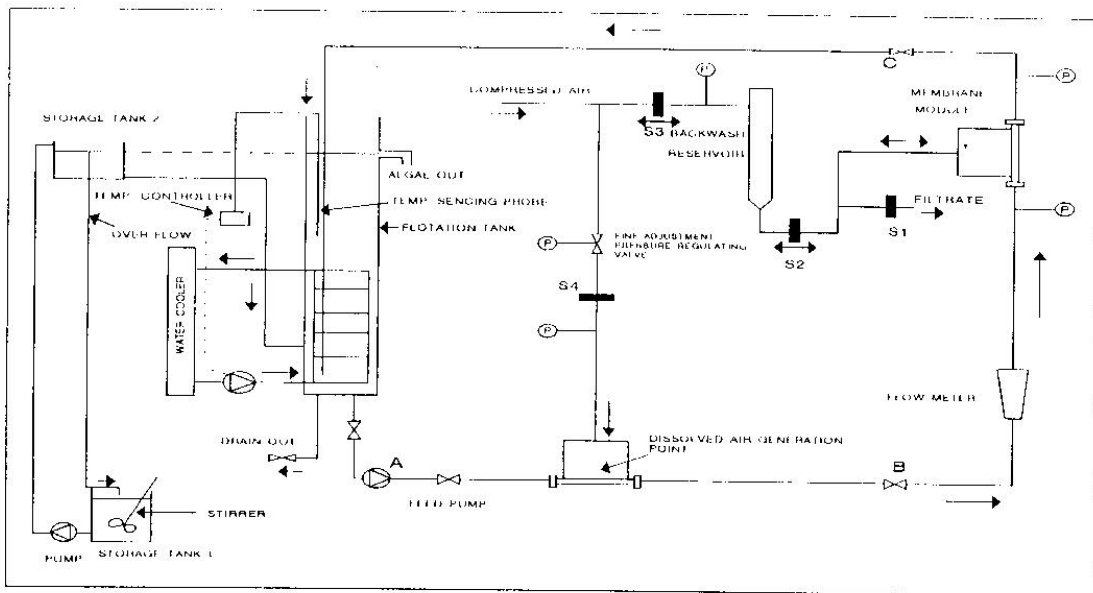 C
P
P
COMPRESSED AIR
MEMBRANE
MODULE
S3
BACKWASH
RESERVOIR
STORAGE TANK 2
ALGAE OUT
TEMP. CONTROLLER
TEMP. SENCING PROBE
FILTRATE
S1
P
OVER FLOW
FLOTATION TANK
P
FINE ADJUSTMENT
PRESSURE REGULATING
VALVE
S2
S4
WATER COOLER
P
FLOW METER
DRAIN OUT
DISSOLVED AIR GENERATION
POINT
A
B
FEED PUMP
STIRRER
PUMP
STORAGE TANK 1